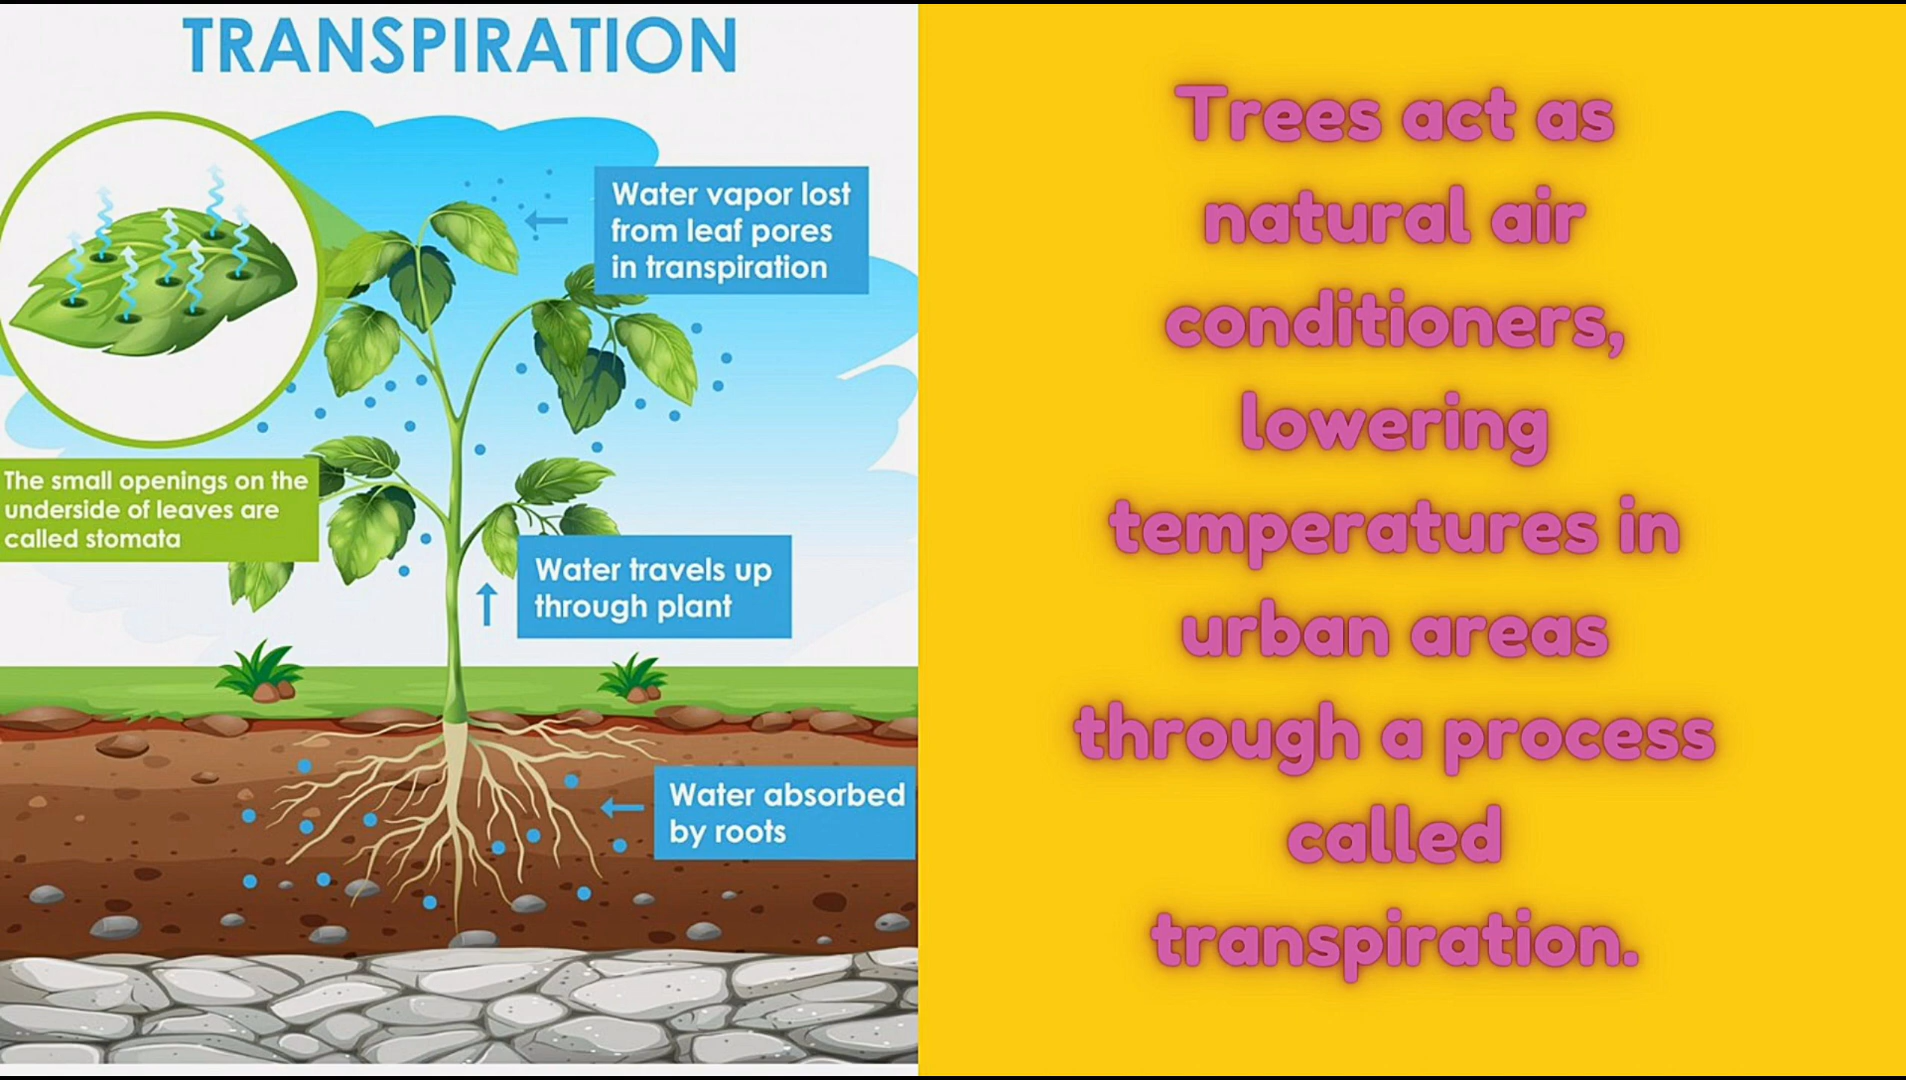 TRANSPIRATION
Water vapor lost
from leaf pores
in transpiration
The small openings on the
underside of leaves are
called stomata
Water travels up
through plant
Water absorbed
by roots
Trees act as
natural air
conditioners,
lowering
temperatures in
urban areas
through a process
called
transpiration.